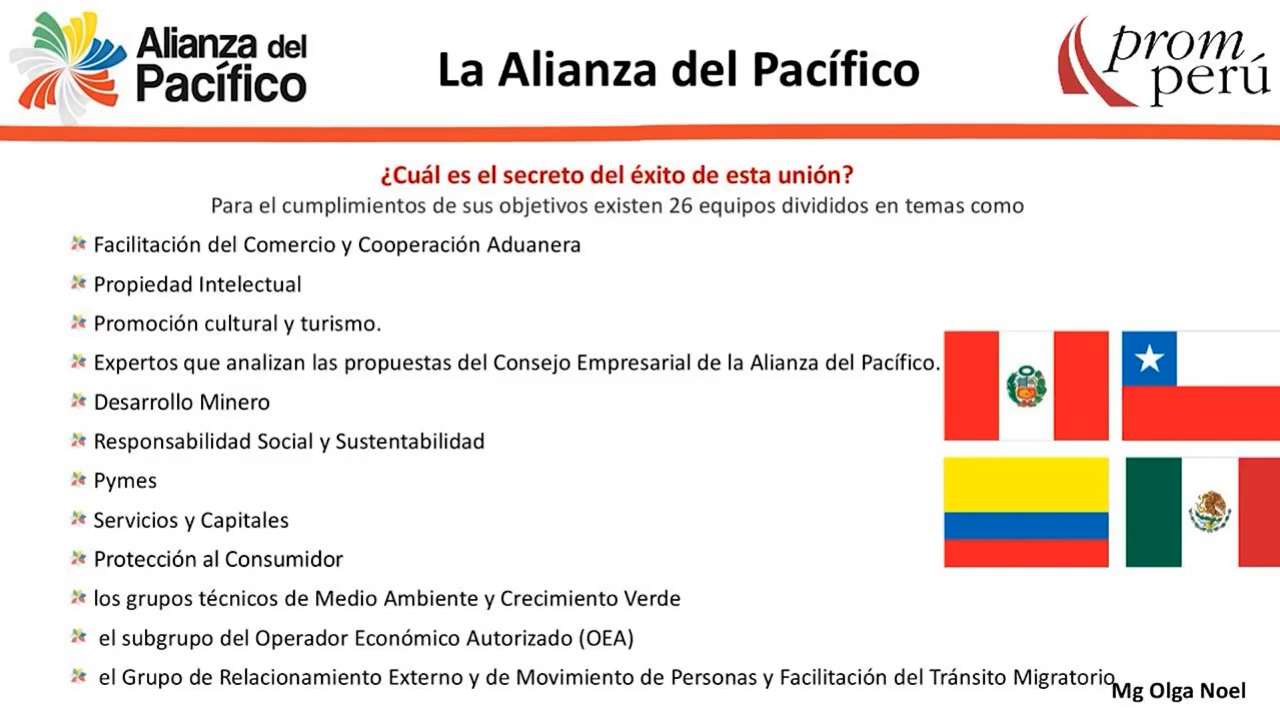 Alianza del
Pacífico
La Alianza del Pacífico
prom
perú
¿Cuál es el secreto del éxito de esta unión?
Para el cumplimientos de sus objetivos existen 26 equipos divididos en temas como
Facilitación del Comercio y Cooperación Aduanera
Propiedad Intelectual
Promoción cultural y turismo.
Expertos que analizan las propuestas del Consejo Empresarial de la Alianza del Pacífico.
Desarrollo Minero
Responsabilidad Social y Sustentabilidad
Pymes
Servicios y Capitales
Protección al Consumidor
los grupos técnicos de Medio Ambiente y Crecimiento Verde
el subgrupo del Operador Económico Autorizado (OEA)
el Grupo de Relacionamiento Externo y de Movimiento de Personas y Facilitación del Tránsito Migratorio
Mg Olga Noel